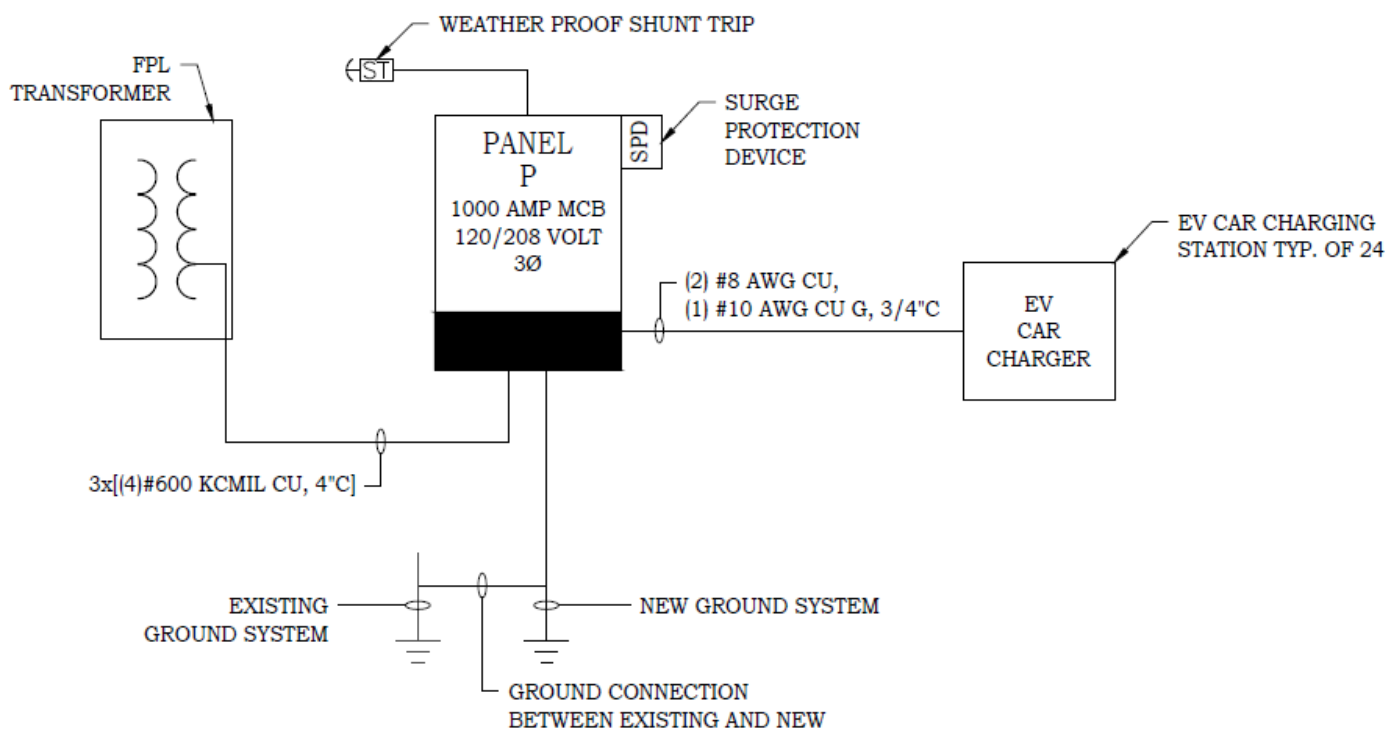 WEATHER PROOF SHUNT TRIP
FPL
TRANSFORMER
ST
SURGE
PROTECTION
DEVICE
SPD
PANEL
P
1000 AMP MCB
120/208 VOLT
3Ø
EV CAR CHARGING
STATION TYP. OF 24
(2) #8 AWG CU,
(1) #10 AWG CU G, 3/4"C
EV
CAR
CHARGER
3x[(4)#600 KCMIL CU, 4"C]
EXISTING
GROUND SYSTEM
NEW GROUND SYSTEM
GROUND CONNECTION
BETWEEN EXISTING AND NEW